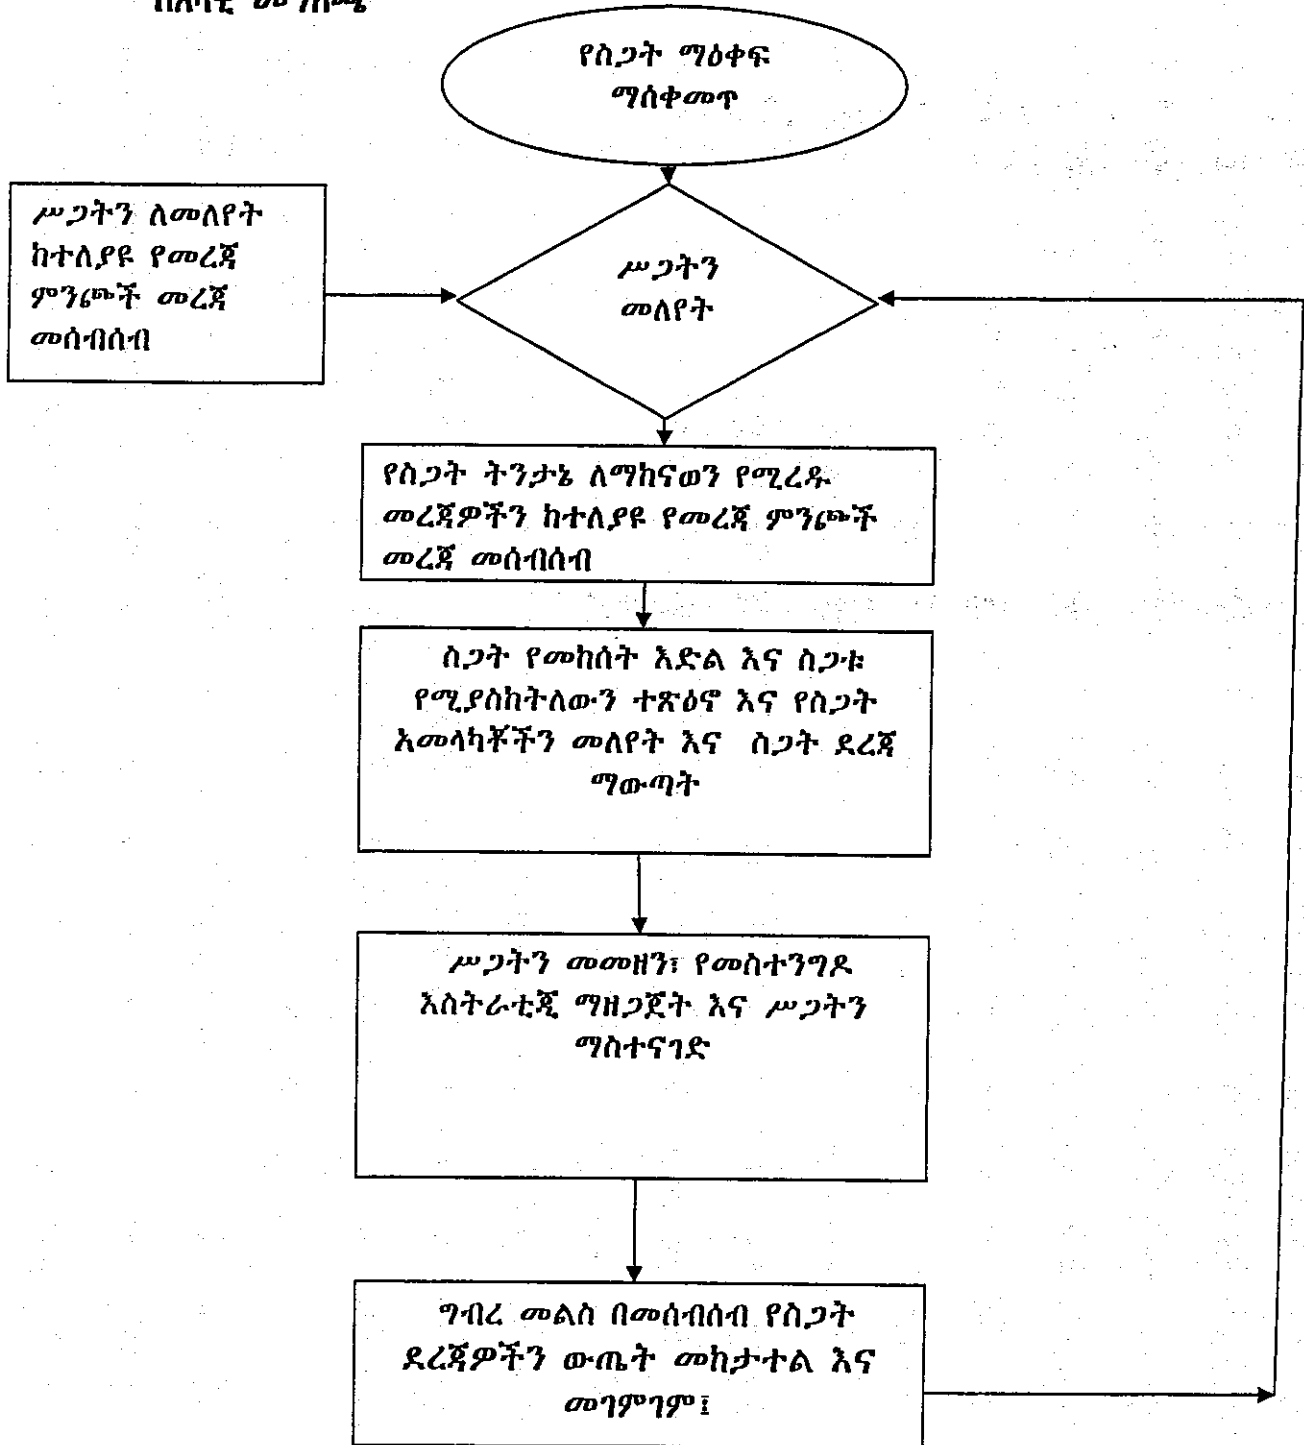 የስጋት ማዕቀፍ
ማስቀመጥ
ሥጋትን ለመለየት
ከተለያዩ የመረጃ
ምንጮች መረጃ
መሰብሰብ
ሥጋትን
መለየት
የስጋት ትንታኔ ለማከናወን የሚረዱ
መረጃዎችን ከተለያዩ የመረጃ ምንጮች
መረጃ መሰብሰብ
ስጋት የመከሰት እድል እና ስጋቱ
የሚያስከትለውን ተጽዕኖ እና የስጋት
አመላካቾችን መለየት እና ስጋት ደረጃ
ማውጣት
ሥጋትን መመዘን፣ የመስተንግዶ
እስትራቴጂ ማዘጋጀት እና ሥጋትን
ማስተናገድ
ግብረ መልስ በመሰብሰብ የስጋት
ደረጃዎችን ውጤት መከታተል እና
መገምገም፤